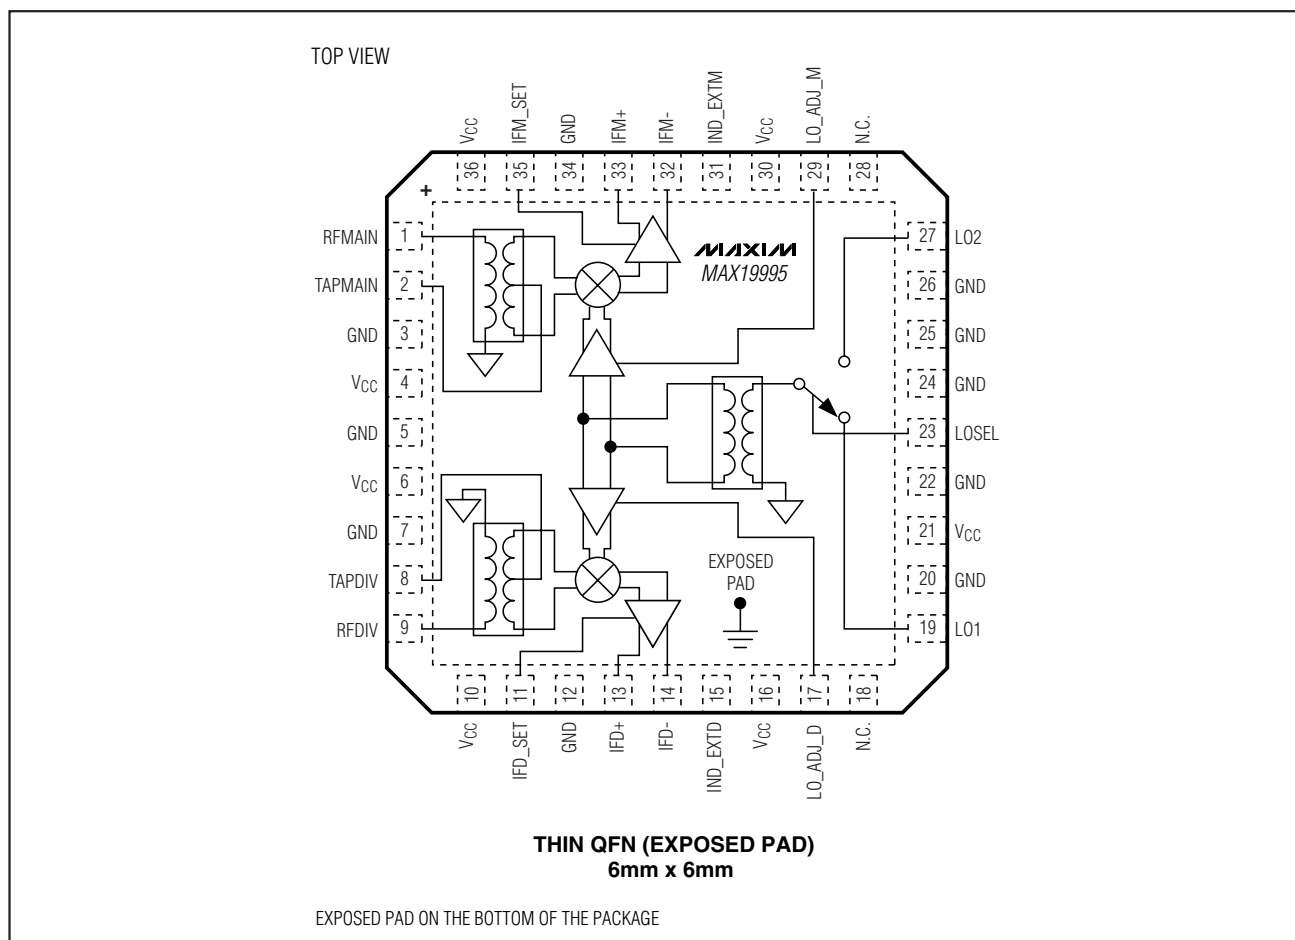 TOP VIEW
VCC
IFM_SET
GND
IFM+
IFM-
IND_EXTM
VCC
LO_ADJ_M
N.C.
36
35
34
33
32
31
30
29
28
+
RFMAIN 1
TAPMAIN 2
GND 3
VCC 4
GND 5
VCC 6
GND 7
TAPDIV 8
RFDIV 9
MAXIM
MAX19995
27 LO2
26 GND
25 GND
24 GND
23 LOSEL
22 GND
21 VCC
20 GND
19 LO1
EXPOSED
PAD
10
11
12
13
14
15
16
17
18
VCC
IFD_SET
GND
IFD+
IFD-
IND_EXTD
VCC
LO_ADJ_D
N.C.
THIN QFN (EXPOSED PAD)
6mm x 6mm
EXPOSED PAD ON THE BOTTOM OF THE PACKAGE